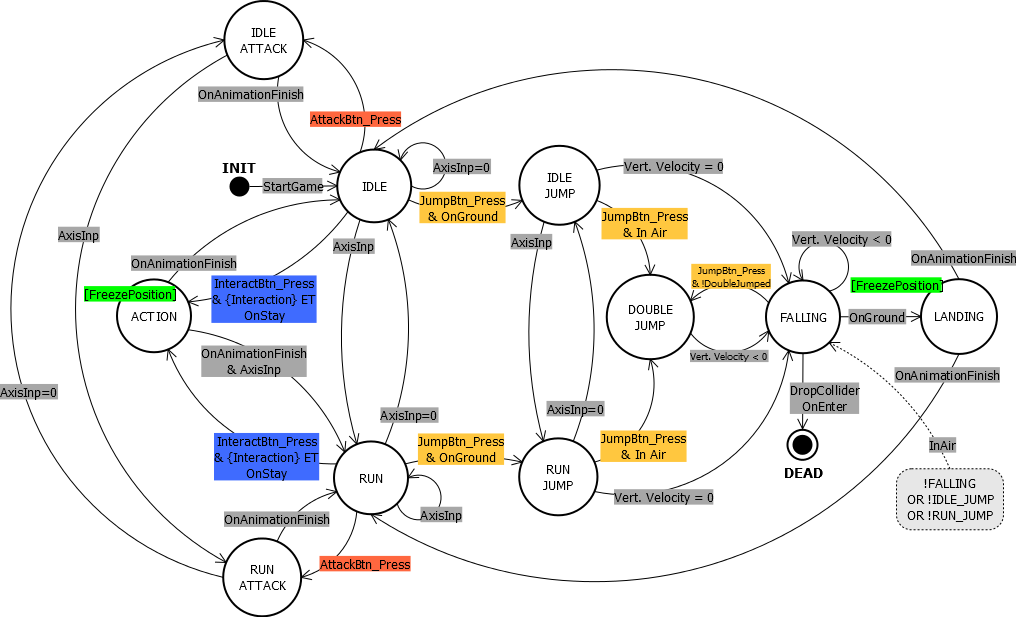 IDLE
ATTACK
OnAnimationFinish
AttackBtn_Press
INIT
StartGame
IDLE
AxisInp=0
JumpBtn_Press
& OnGround
IDLE
JUMP
Vert. Velocity = 0
JumpBtn_Press
& In Air
AxisInp
AxisInp
AxisInp
Vert. Velocity < 0
OnAnimationFinish
OnAnimationFinish
[FreezePosition]
ACTION
InteractBtn_Press
& {Interaction} ET
OnStay
JumpBtn_Press
& !DoubleJumped
[FreezePosition]
DOUBLE
JUMP
FALLING
OnGround
LANDING
OnAnimationFinish
& AxisInp
Vert. Velocity < 0
OnAnimationFinish
AxisInp=0
DropCollider
OnEnter
AxisInp=0
AxisInp=0
InteractBtn_Press
& {Interaction} ET
OnStay
JumpBtn_Press
& OnGround
JumpBtn_Press
& In Air
InAir
DEAD
RUN
RUN
JUMP
Vert. Velocity = 0
!FALLING
OR !IDLE_JUMP
OR !RUN_JUMP
OnAnimationFinish
AxisInp
AttackBtn_Press
RUN
ATTACK